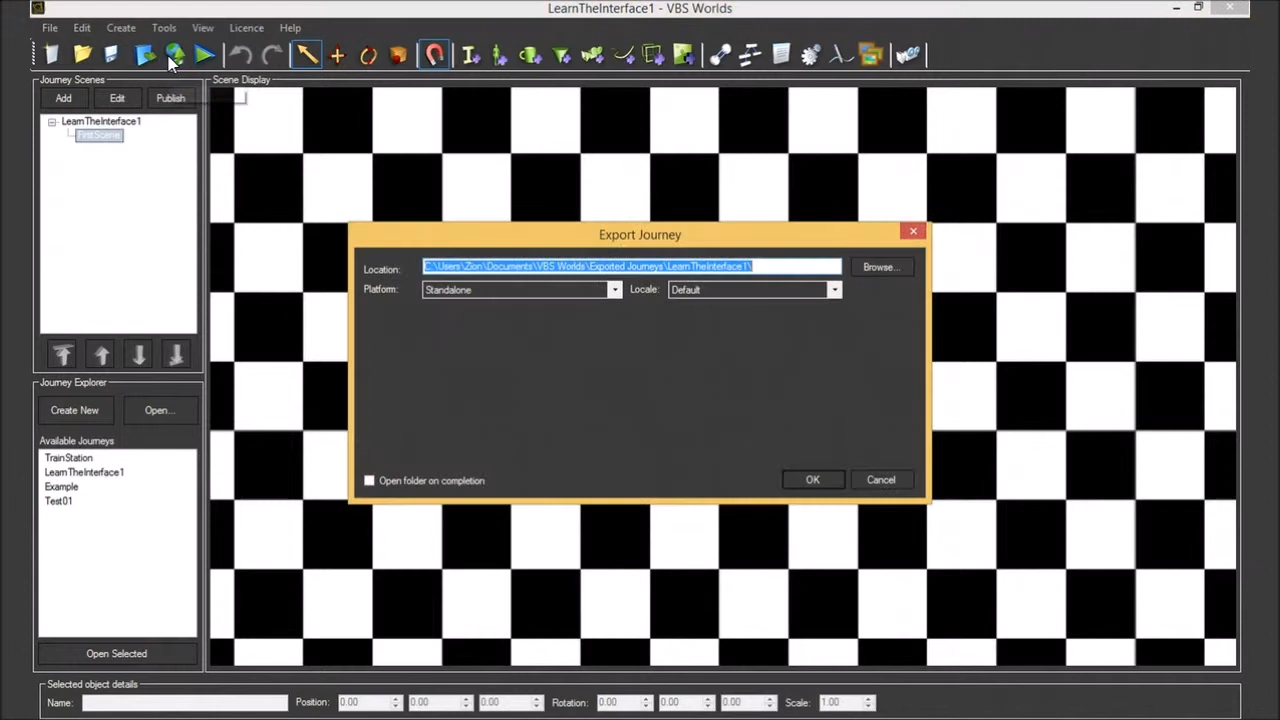 LearnTheInterface1 - VBS Worlds
File Edit Create Tools View Licence Help
Journey Scenes
Scene Display
Add Edit Publish
LearnTheInterface1
FirstScene
Export Journey
Location: C:\Users\Zion\Documents\VBS Worlds\Exported Journeys\LearnTheInterface1\ Browse...
Platform: Standalone Locale: Default
Open folder on completion OK Cancel
Journey Explorer
Create New Open...
Available Journeys
TrainStation
LearnTheInterface1
Example
Test01
Open Selected
Selected object details
Name: Position: 0.00 0.00 0.00 Rotation: 0.00 0.00 0.00 Scale: 1.00